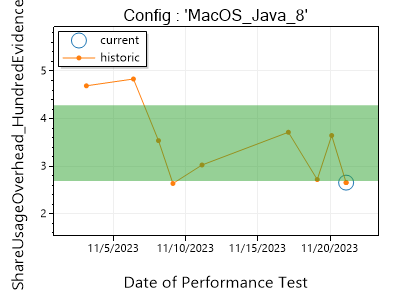 Config : 'MacOS_Java_8'
ShareUsageOverhead_HundredEvidence
current
historic
5
4
3
2
11/5/2023
11/10/2023
11/15/2023
11/20/2023
Date of Performance Test